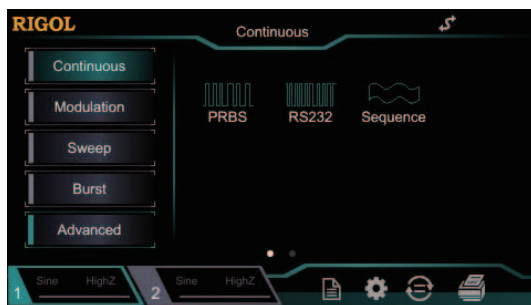 RIGOL
Continuous
Continuous
Modulation
Sweep
Burst
Advanced
PRBS RS232 Sequence
1 Sine HighZ 2 Sine HighZ